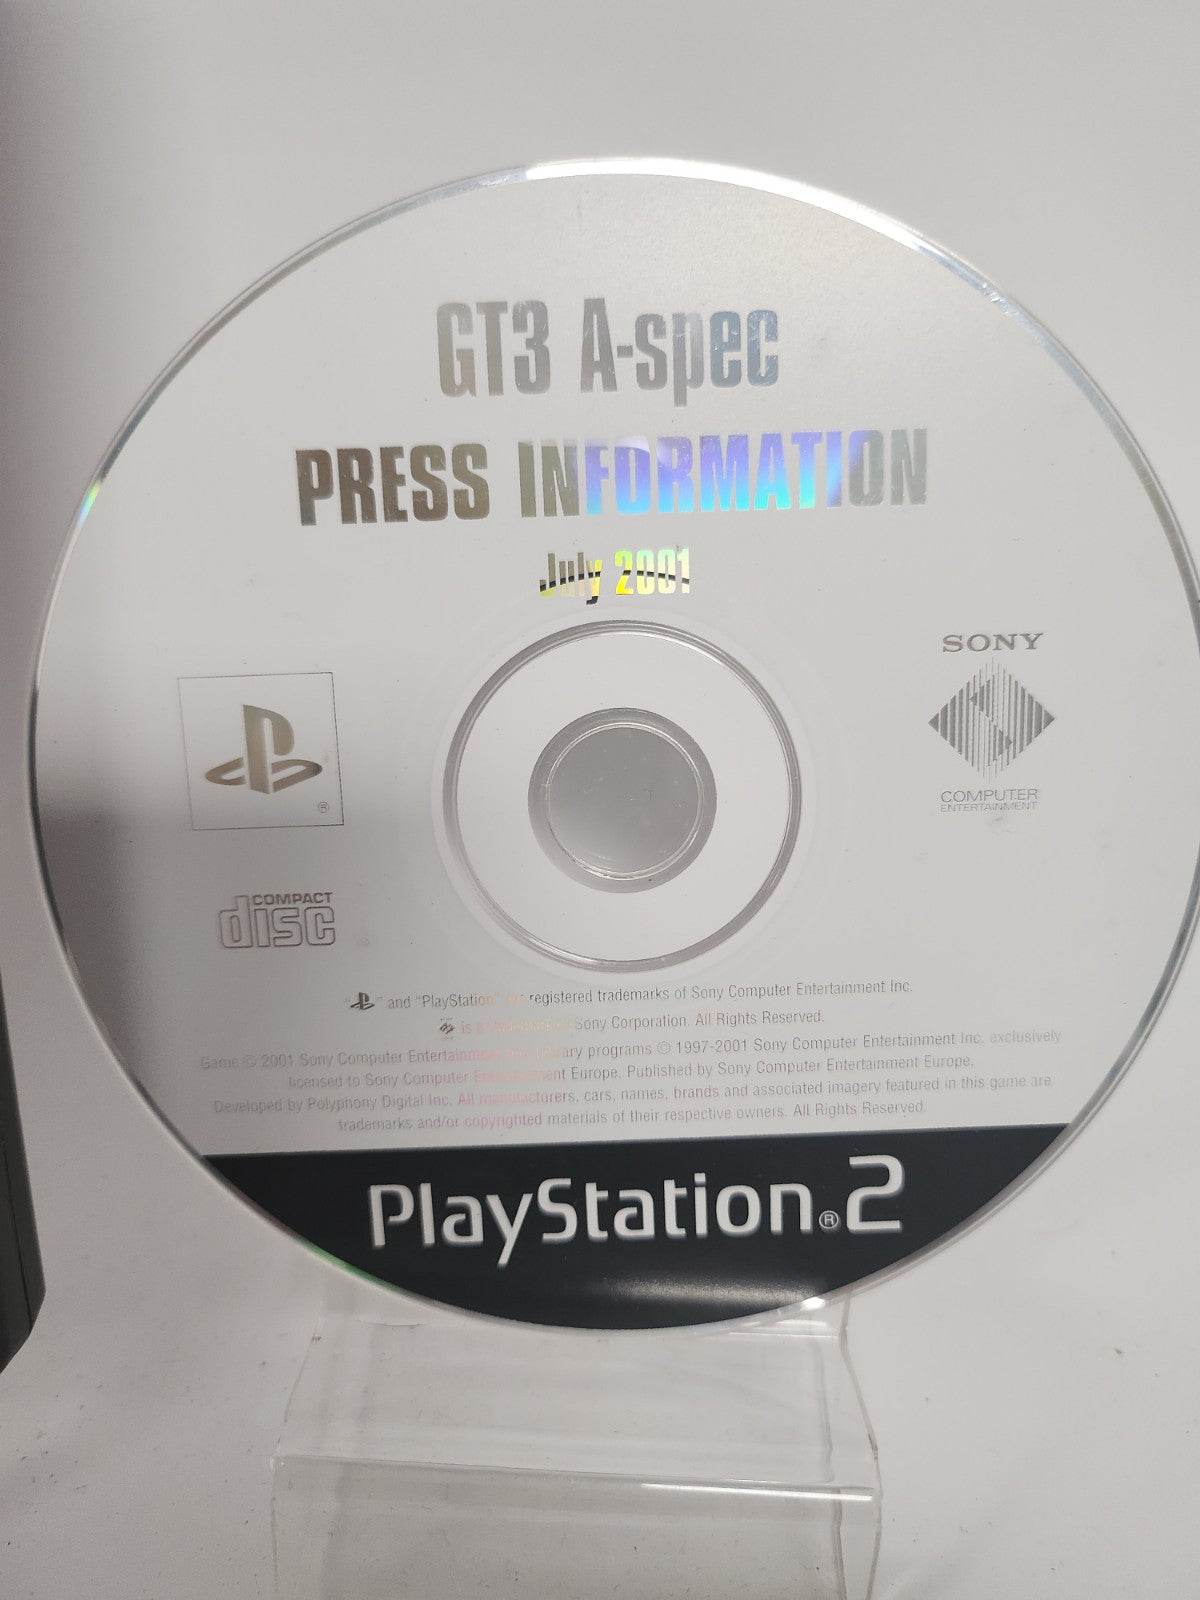 GT3 A-spec
PRESS INFORMATION
July 2001
SONY
COMPUTER
ENTERTAINMENT
®
COMPACT
disc
" " and "PlayStation" registered trademarks of Sony Computer Entertainment Inc.
is a Sony Corporation. All Rights Reserved.
Game © 2001 Sony Computer Entertainment programs © 1997-2001 Sony Computer Entertainment Inc. exclusively
licensed to Sony Computer Entertainment Europe. Published by Sony Computer Entertainment Europe.
Developed by Polyphony Digital Inc. All manufacturers, cars, names, brands and associated imagery featured in this game are
trademarks and/or copyrighted materials of their respective owners. All Rights Reserved.
PlayStation®2